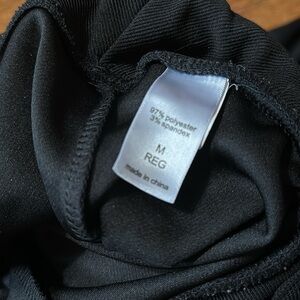 97% polyester
3% spandex
M
REG
made in china